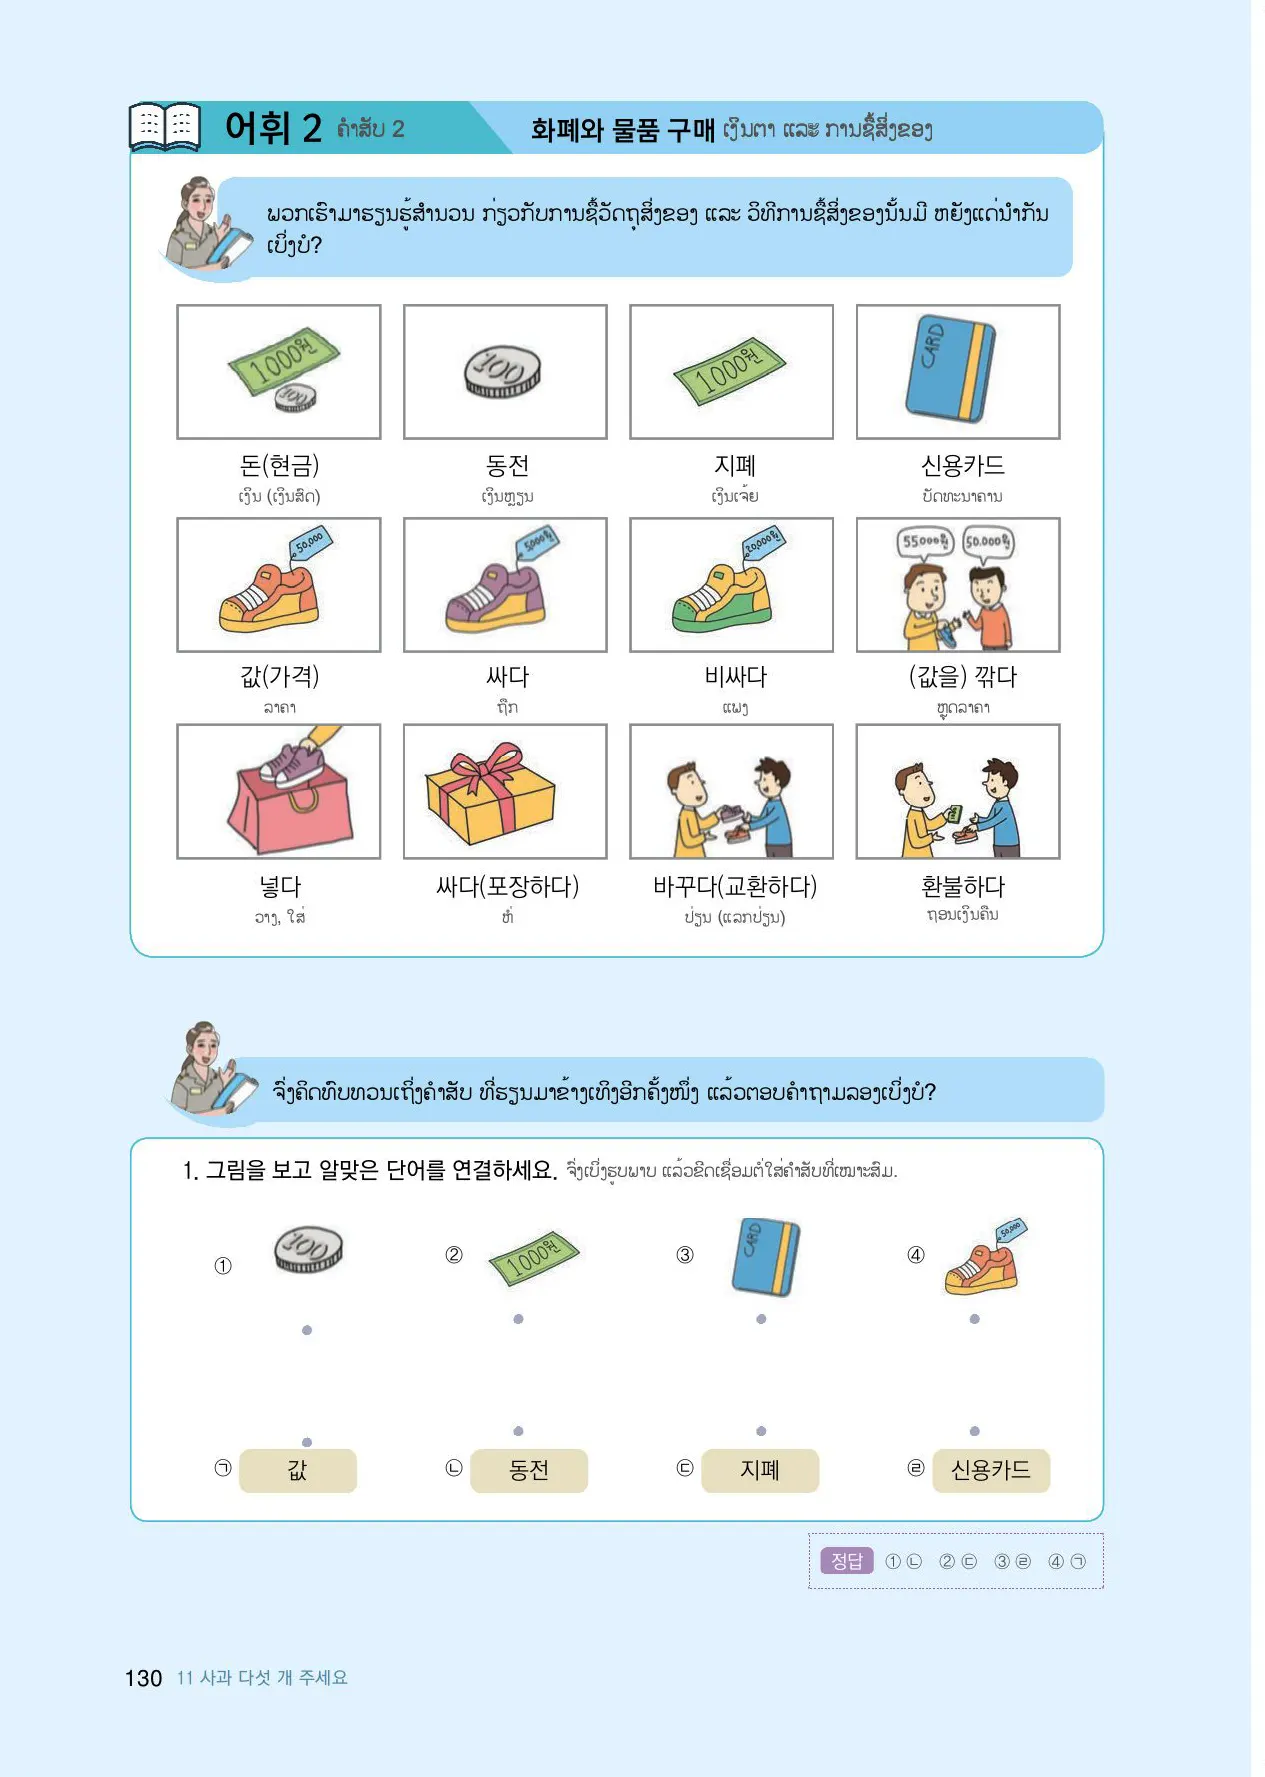 어휘 2 ຄຳສັບ 2
화폐와 물품 구매 ເງິນຕາ ແລະ ການຊື້ສິ່ງຂອງ
ພວກເຮົາມາຮຽນຮູ້ສຳນວນ ກ່ຽວກັບການຊື້ວັດຖຸສິ່ງຂອງ ແລະ ວິທີການຊື້ສິ່ງຂອງນັ້ນມີ ຫຍັງແດ່ນຳກັນ
ເບິ່ງບໍ?
1000원 100
100
1000원
CARD
돈(현금) 동전 지폐 신용카드
ເງິນ (ເງິນສົດ) ເງິນຫຼຽນ ເງິນເຈ້ຍ ບັດທະນາຄານ
50,000
5,000원
20,000원
55000원 50.000원
값(가격) 싸다 비싸다 (값을) 깎다
ລາຄາ ຖືກ ແພງ ຫຼຸດລາຄາ
넣다 싸다(포장하다) 바꾸다(교환하다) 환불하다
ວາງ, ໃສ່ ຫໍ່ ປ່ຽນ (ແລກປ່ຽນ) ຖອນເງິນຄືນ
ຈົ່ງຄິດທົບທວນເຖິ່ງຄຳສັບ ທີ່ຮຽນມາຂ້າງເທິງອີກຄັ້ງໜຶ່ງ ແລ້ວຕອບຄຳຖາມລອງເບິ່ງບໍ?
1. 그림을 보고 알맞은 단어를 연결하세요. ຈົ່ງເບິ່ງຮູບພາບ ແລ້ວຂີດເຊື່ອມຕໍ່ໃສ່ຄຳສັບທີ່ເໝາະສົມ.
① 100 ② 1000원 ③ CARD ④ 50,000
㉠ 값 ㉡ 동전 ㉢ 지폐 ㉣ 신용카드
정답 ① ㉡ ② ㉢ ③ ㉣ ④ ㉠
130 11 사과 다섯 개 주세요